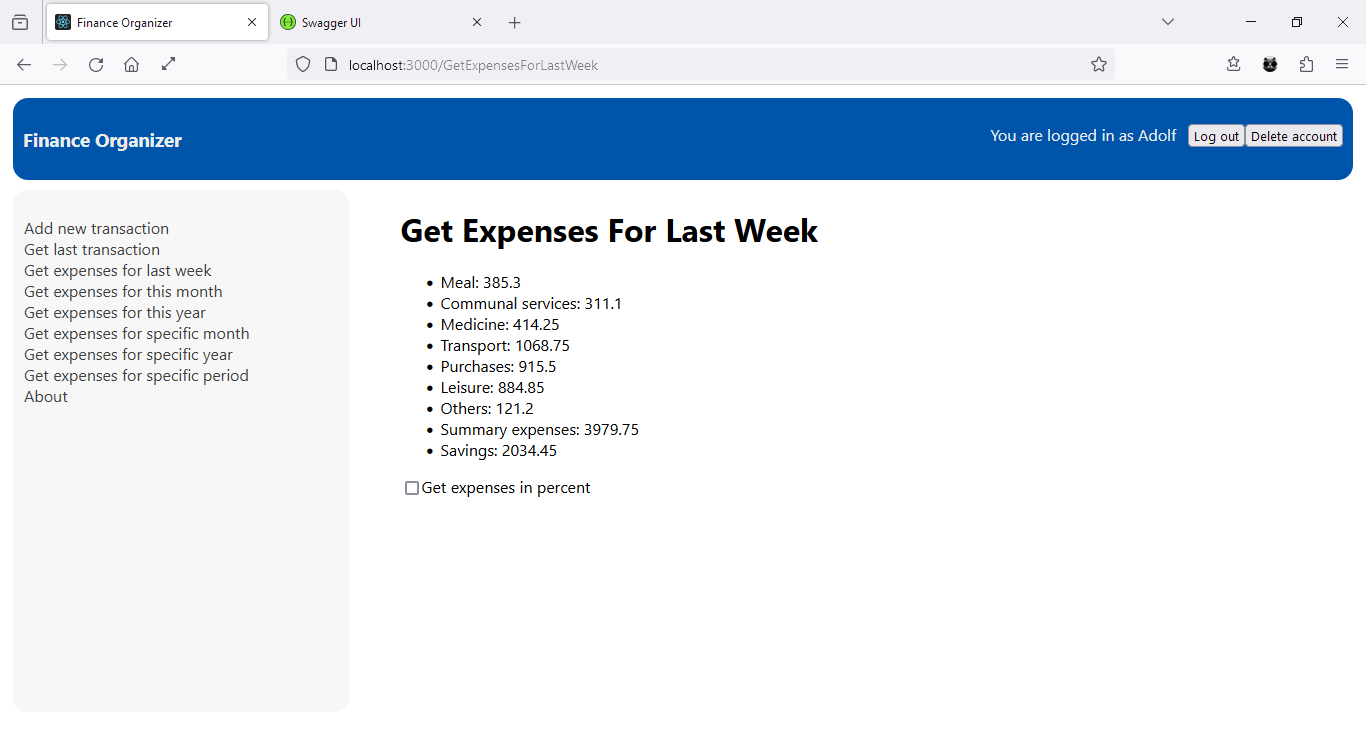 Finance Organizer
Swagger UI
localhost:3000/GetExpensesForLastWeek
Finance Organizer
You are logged in as Adolf
Log out
Delete account
Add new transaction
Get last transaction
Get expenses for last week
Get expenses for this month
Get expenses for this year
Get expenses for specific month
Get expenses for specific year
Get expenses for specific period
About
Get Expenses For Last Week
Meal: 385.3
Communal services: 311.1
Medicine: 414.25
Transport: 1068.75
Purchases: 915.5
Leisure: 884.85
Others: 121.2
Summary expenses: 3979.75
Savings: 2034.45
Get expenses in percent